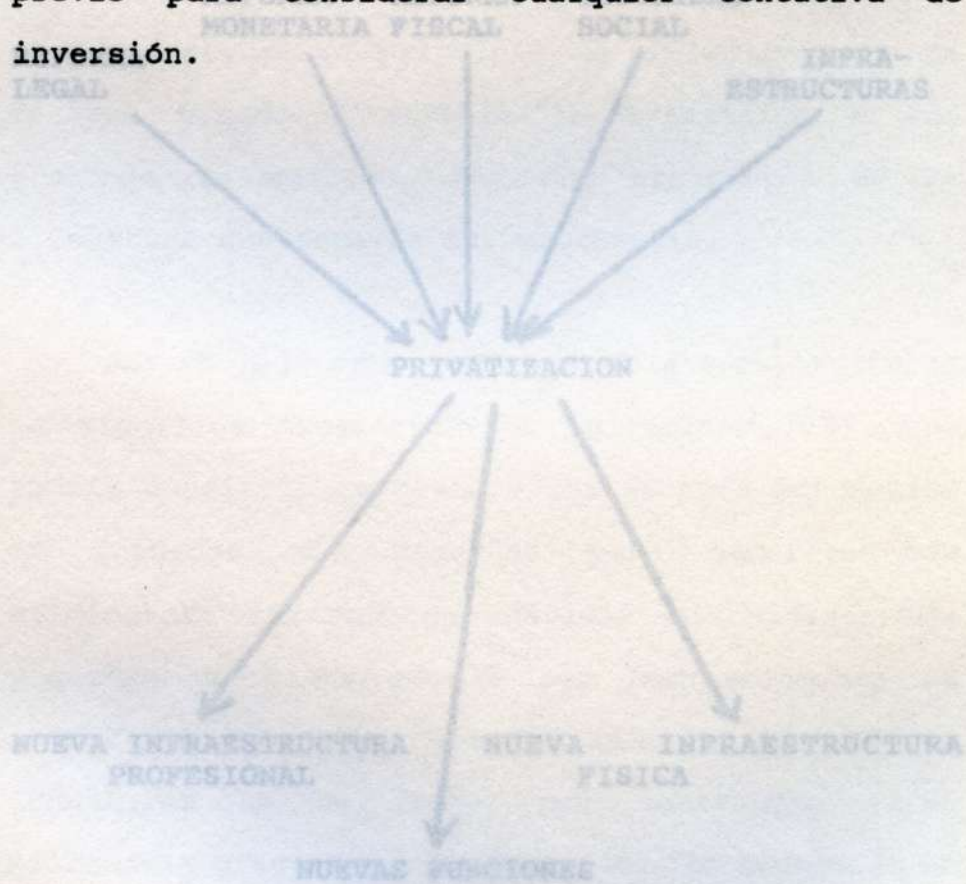 previo para considerar cualquier tentativa de
MONETARIA FISCAL SOCIAL
inversión.
INFRA-
LEGAL ESTRUCTURAS
PRIVATIZACION
NUEVA INFRAESTRUCTURA NUEVA INFRAESTRUCTURA
PROFESIONAL FISICA
NUEVAS FUNCIONES